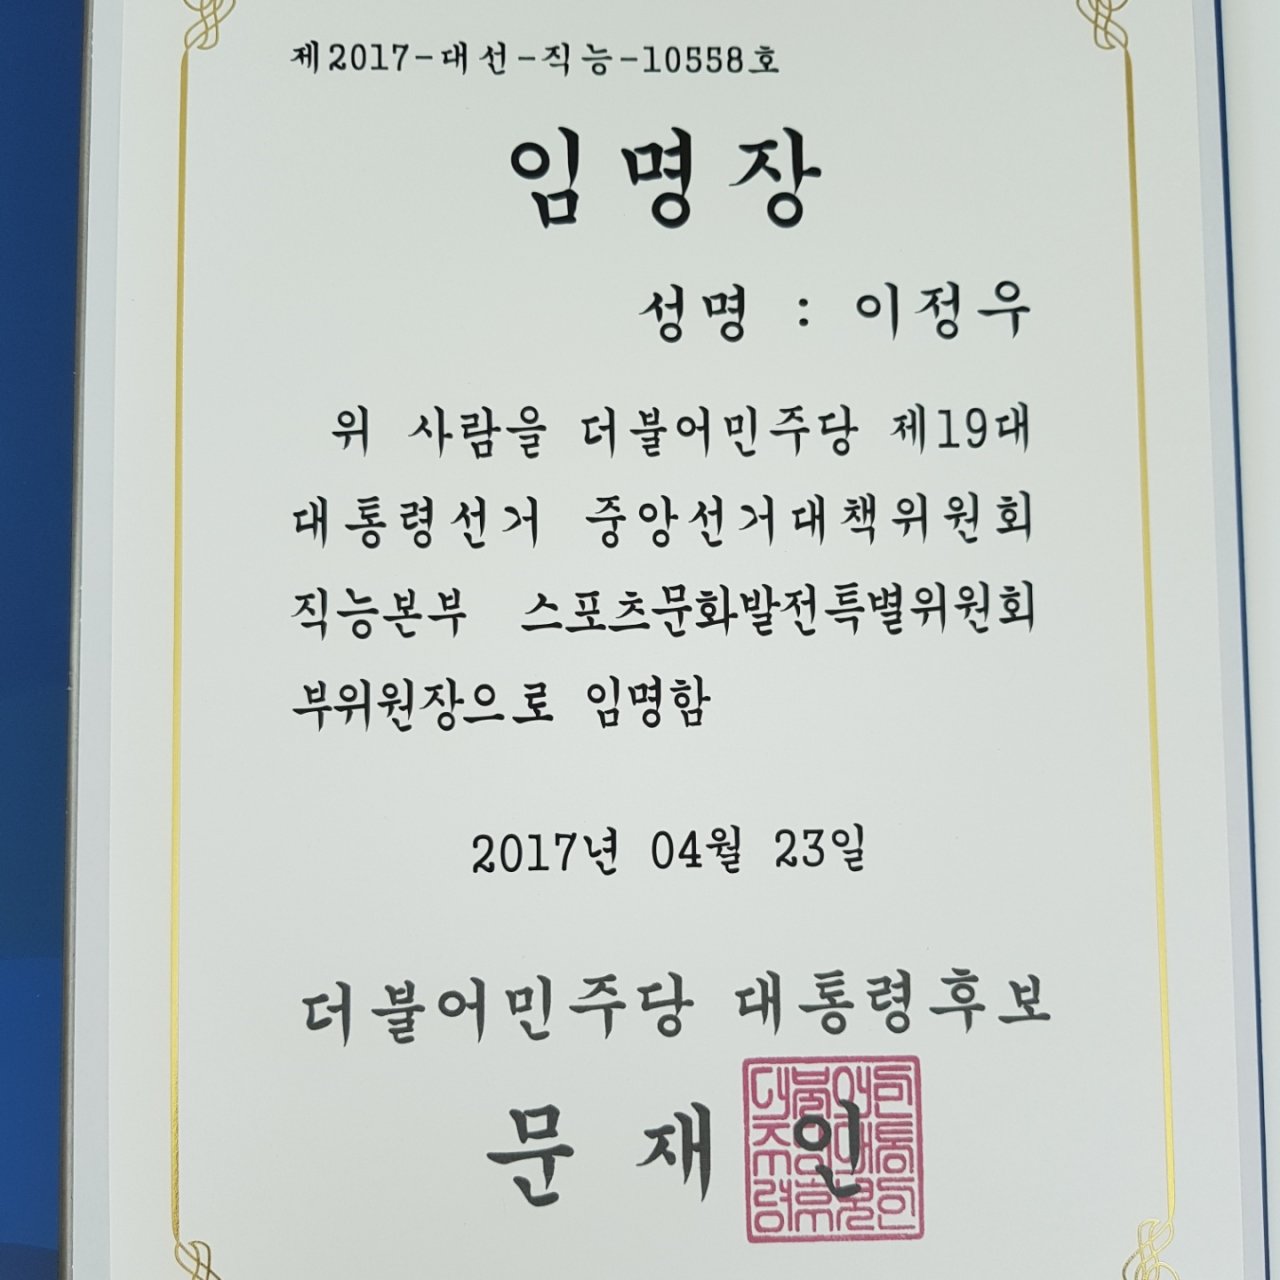 제2017-대선-직능-10558호
임명장
성명 : 이정우
위 사람을 더불어민주당 제19대
대통령선거 중앙선거대책위원회
직능본부 스포츠문화발전특별위원회
부위원장으로 임명함
2017년 04월 23일
더불어민주당 대통령후보
문재인